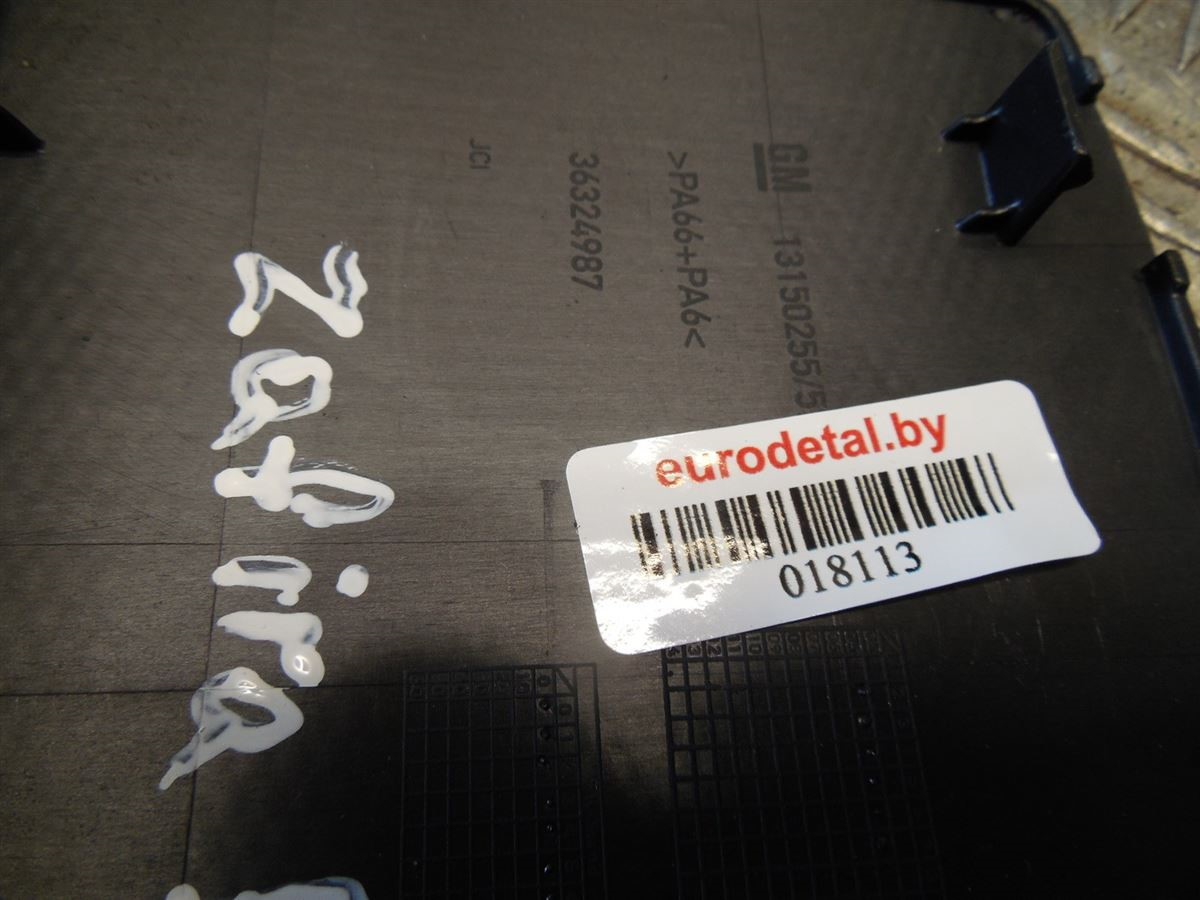 GM 13150255/5
>PA66+PA6<
36324987
JCI
zafira
eurodetal.by
018113